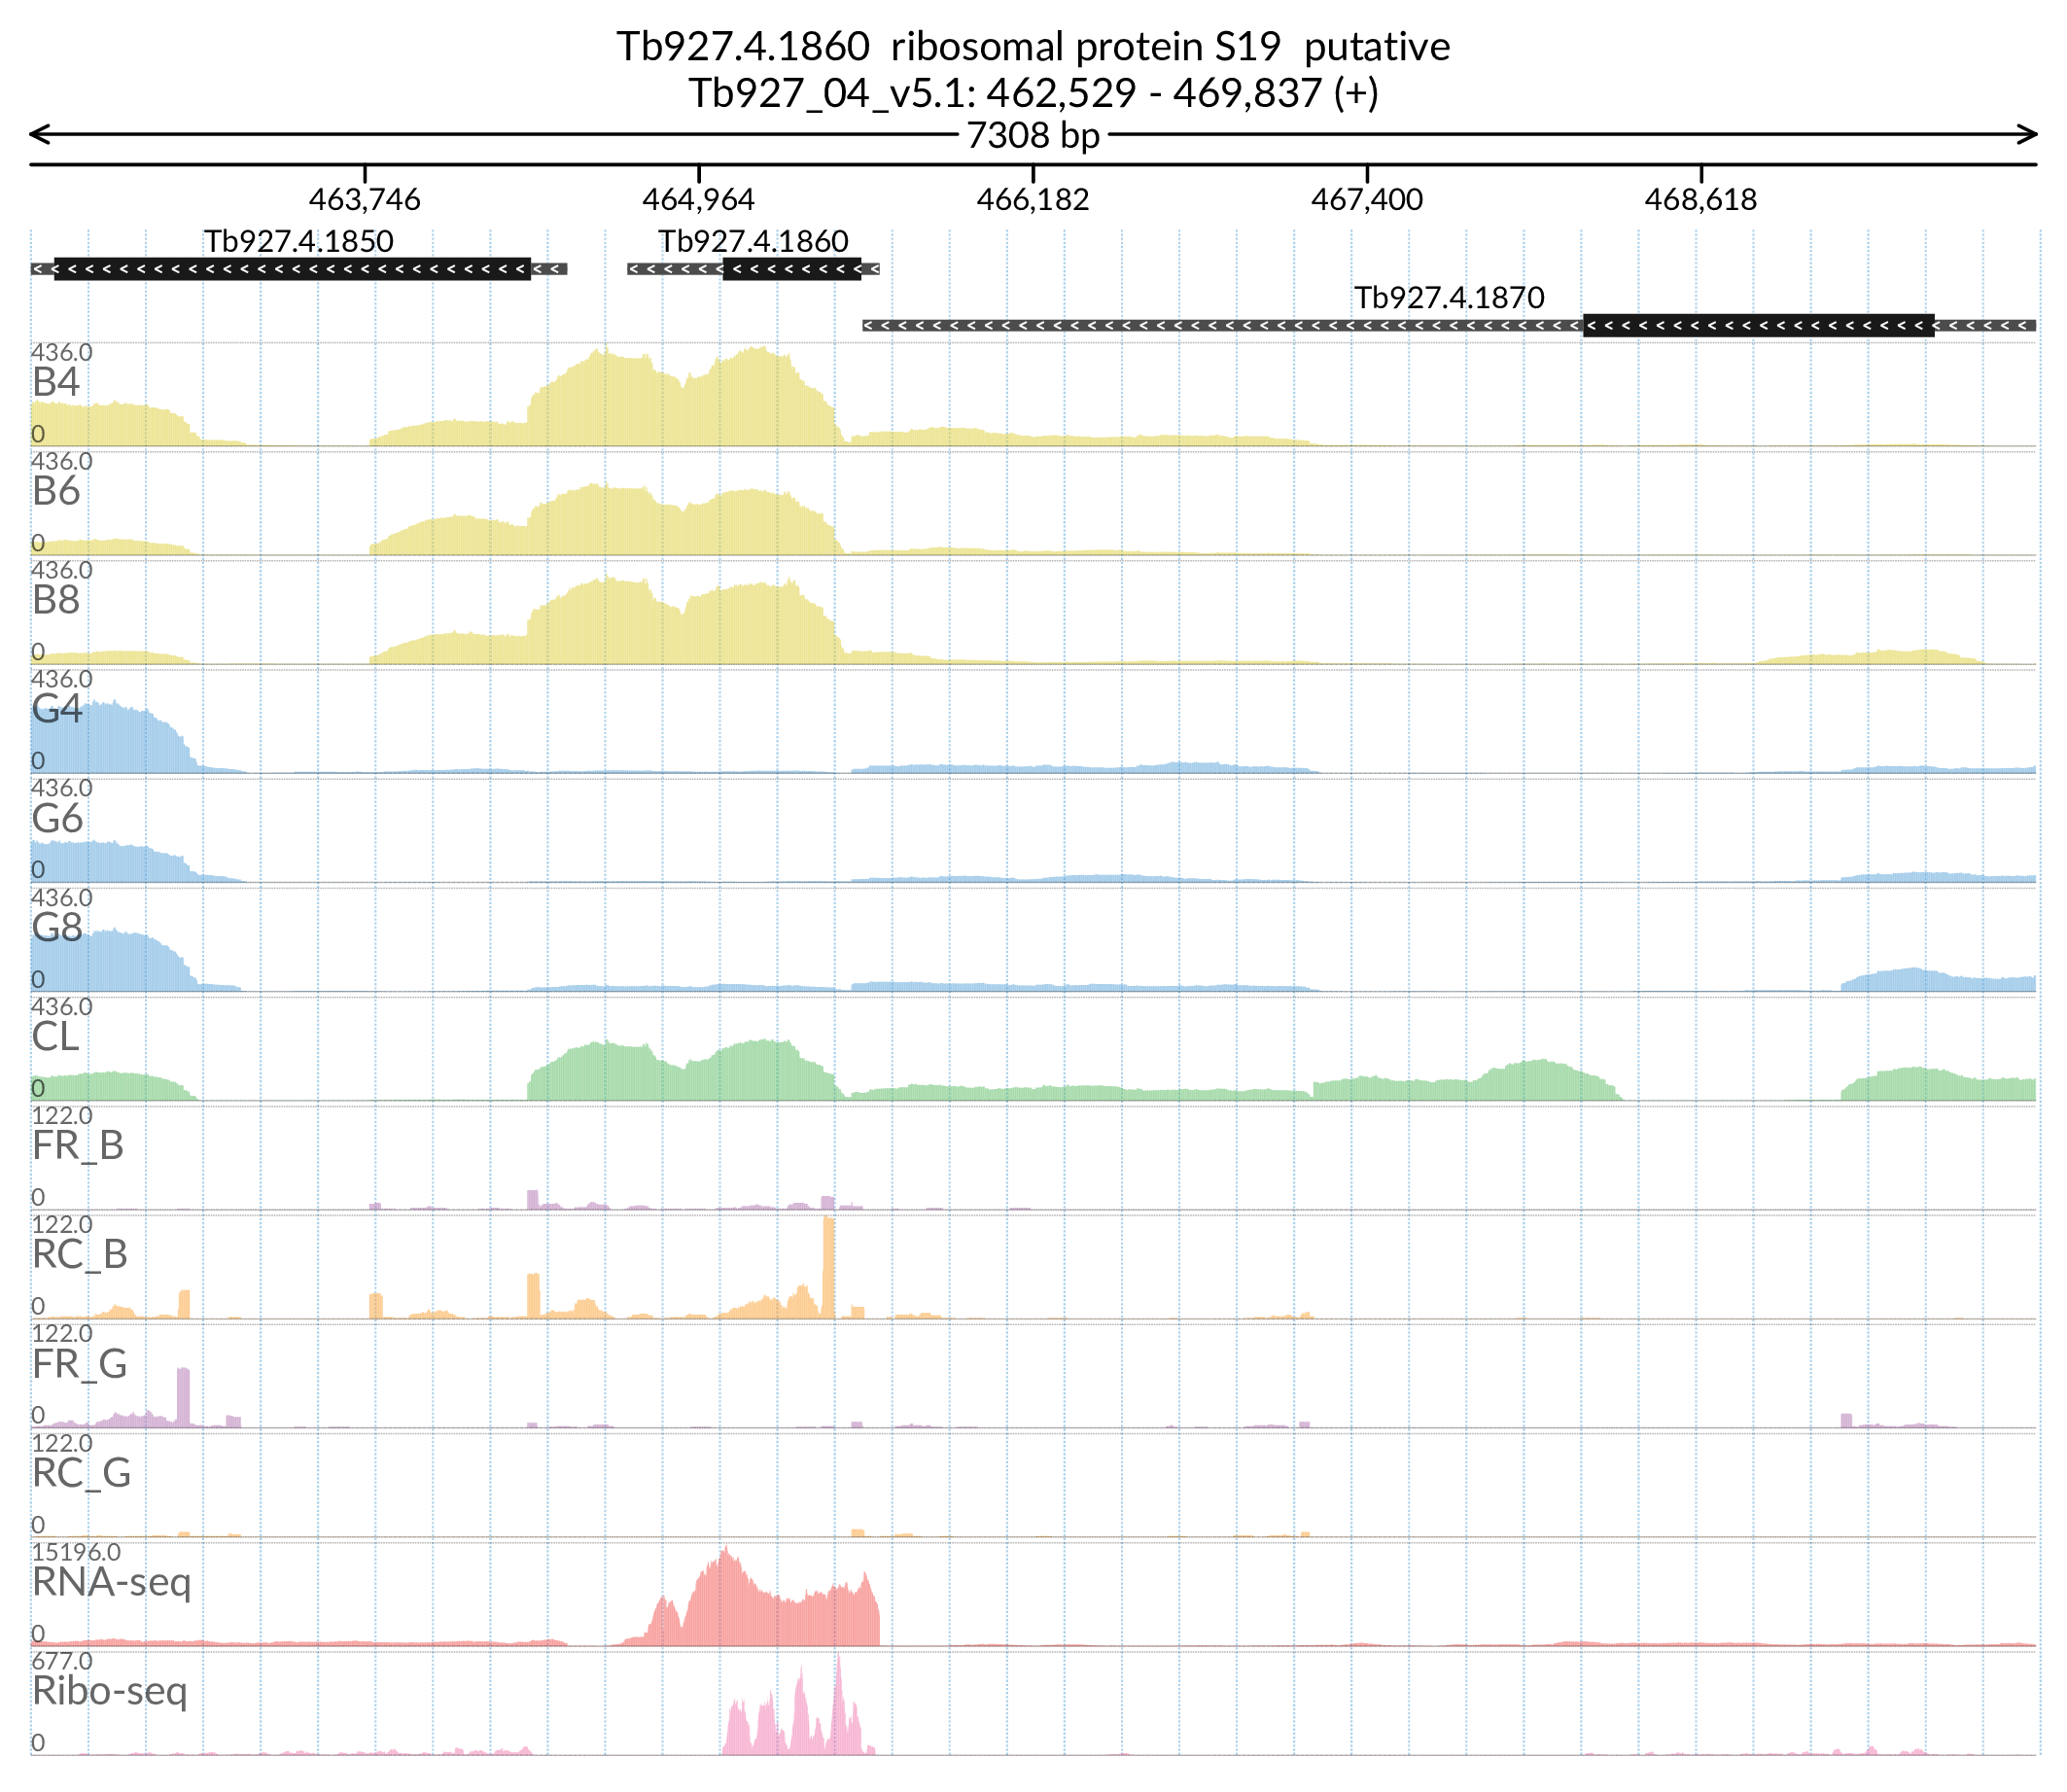 Tb927.4.1860 ribosomal protein S19 putative
Tb927_04_v5.1: 462,529 - 469,837 (+)
7308 bp
463,746 464,964 466,182 467,400 468,618
Tb927.4.1850 Tb927.4.1860
Tb927.4.1870
436.0
B4
0
436.0
B6
0
436.0
B8
0
436.0
G4
0
436.0
G6
0
436.0
G8
0
436.0
CL
0
122.0
FR_B
0
122.0
RC_B
0
122.0
FR_G
0
122.0
RC_G
0
15196.0
RNA-seq
0
677.0
Ribo-seq
0